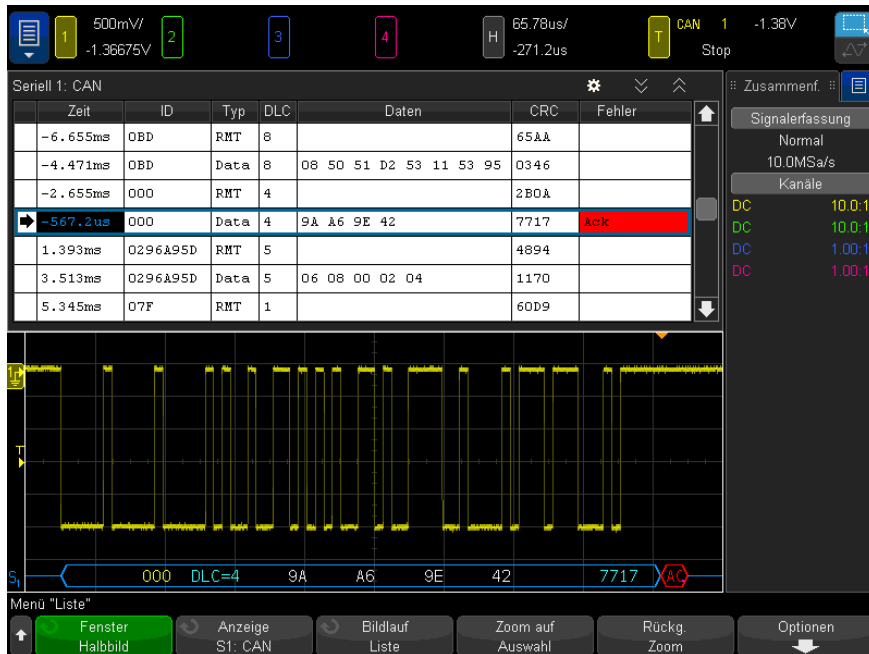 1 500mV/ -1.36675V 2 3 4 H 65.78us/ -271.2us T CAN 1 -1.38V Stop
Seriell 1: CAN
Zusammenf.
Zeit ID Typ DLC Daten CRC Fehler
-6.655ms 0BD RMT 8 65AA
-4.471ms 0BD Data 8 08 50 51 D2 53 11 53 95 0346
-2.655ms 000 RMT 4 2B0A
-567.2us 000 Data 4 9A A6 9E 42 7717 Ack
1.393ms 0296A95D RMT 5 4894
3.513ms 0296A95D Data 5 06 08 00 02 04 1170
5.345ms 07F RMT 1 60D9
Signalerfassung
Normal
10.0MSa/s
Kanäle
DC 10.0:1
DC 10.0:1
DC 1.00:1
DC 1.00:1
1
T
S1 000 DLC=4 9A A6 9E 42 7717 AC
Menü "Liste"
Fenster
Halbbild
Anzeige
S1: CAN
Bildlauf
Liste
Zoom auf
Auswahl
Rückg.
Zoom
Optionen